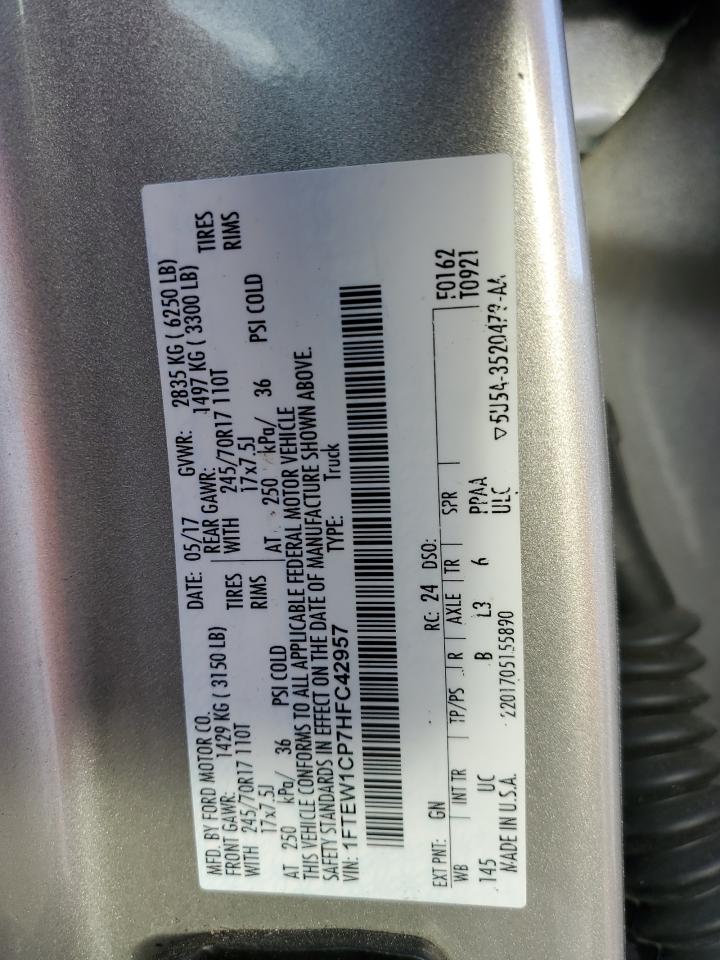 MFD. BY FORD MOTOR CO.
DATE: 05/17 GVWR: 2835 KG ( 6250 LB)
FRONT GAWR: 1429 KG ( 3150 LB) REAR GAWR: 1497 KG ( 3300 LB)
WITH 245/70R17 110T TIRES WITH 245/70R17 110T TIRES
17x7.5J RIMS 17x7.5J RIMS
AT 250 kPa/ 36 PSI COLD AT 250 kPa/ 36 PSI COLD
THIS VEHICLE CONFORMS TO ALL APPLICABLE FEDERAL MOTOR VEHICLE
SAFETY STANDARDS IN EFFECT ON THE DATE OF MANUFACTURE SHOWN ABOVE.
VIN: 1FTEW1CP7HFC42957 TYPE: Truck
EXT PNT: GN RC: 24 DSO: F0162
WB INT TR TP/PS R AXLE TR SPR T0921
145 UC B L3 6 PPAA
ULC
MADE IN U.S.A. 2201705155890 ▽5U5A-3520473-AA